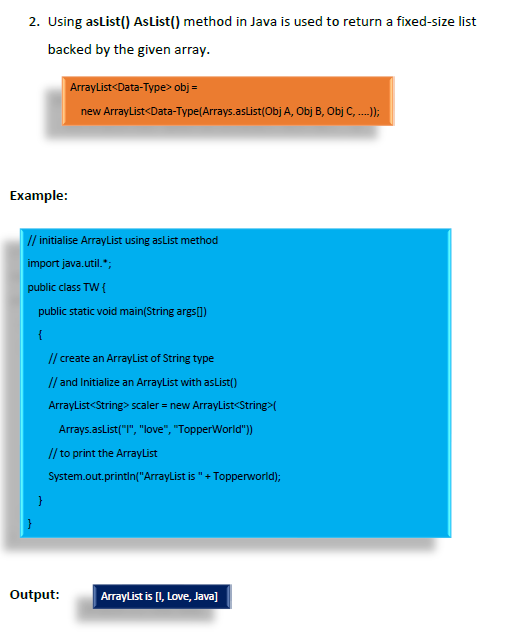 2. Using asList() AsList() method in Java is used to return a fixed-size list
backed by the given array.
ArrayList<Data-Type> obj =
new ArrayList<Data-Type(Arrays.asList(Obj A, Obj B, Obj C, ....));
Example:
// initialise ArrayList using asList method
import java.util.*;
public class TW {
public static void main(String args[])
{
// create an ArrayList of String type
// and Initialize an ArrayList with asList()
ArrayList<String> scaler = new ArrayList<String>(
Arrays.asList("I", "love", "TopperWorld"))
// to print the ArrayList
System.out.println("ArrayList is " + Topperworld);
}
}
Output:
ArrayList is [I, Love, Java]